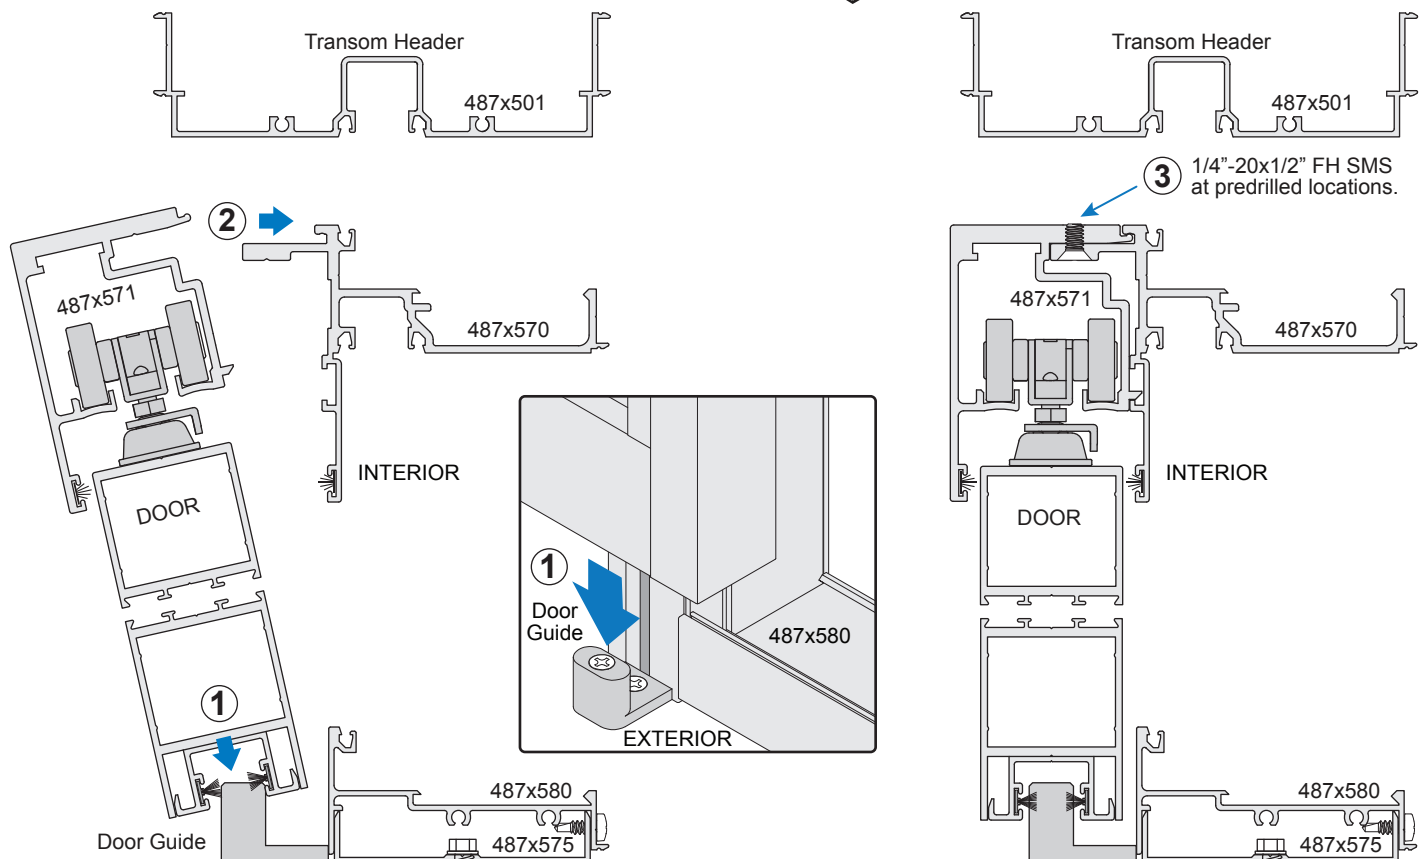 Transom Header
487x501
2
487x571
487x570
INTERIOR
DOOR
1
Door Guide
487x580
487x575
1
Door
Guide
487x580
EXTERIOR
Transom Header
487x501
3
1/4”-20x1/2” FH SMS
at predrilled locations.
487x571
487x570
INTERIOR
DOOR
487x580
487x575